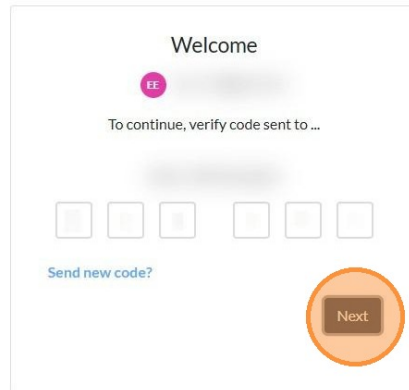 Welcome
EE
To continue, verify code sent to ...
Send new code?
Next